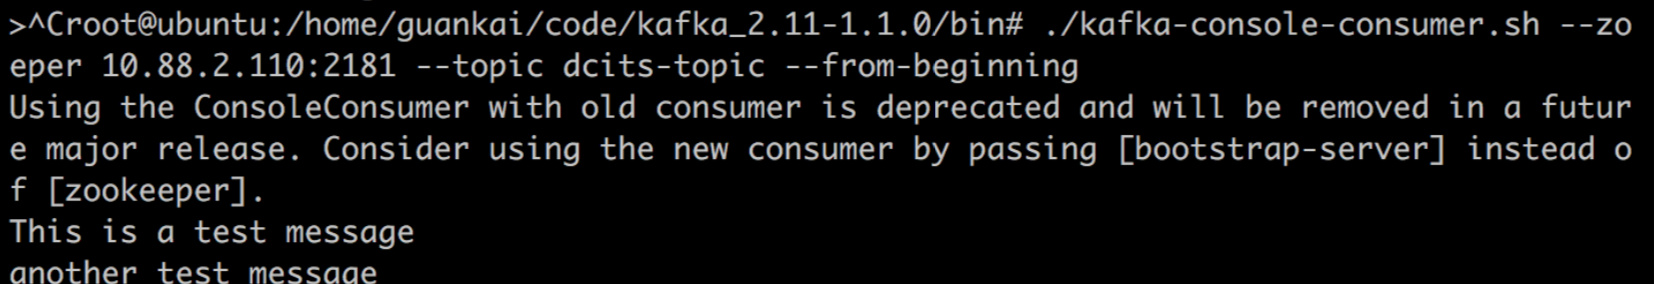 >^Croot@ubuntu:/home/guankai/code/kafka_2.11-1.1.0/bin# ./kafka-console-consumer.sh --zo
eper 10.88.2.110:2181 --topic dcits-topic --from-beginning
Using the ConsoleConsumer with old consumer is deprecated and will be removed in a futur
e major release. Consider using the new consumer by passing [bootstrap-server] instead o
f [zookeeper].
This is a test message
another test message